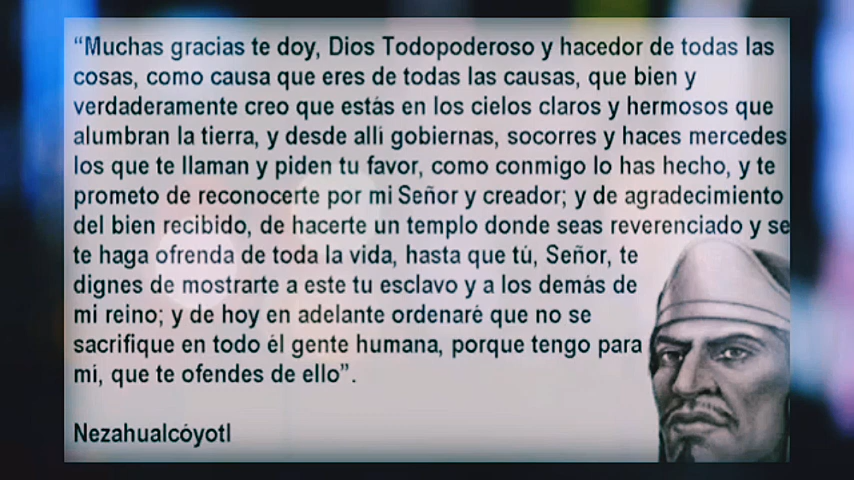 “Muchas gracias te doy, Dios Todopoderoso y hacedor de todas las
cosas, como causa que eres de todas las causas, que bien y
verdaderamente creo que estás en los cielos claros y hermosos que
alumbran la tierra, y desde allí gobiernas, socorres y haces mercedes
los que te llaman y piden tu favor, como conmigo lo has hecho, y te
prometo de reconocerte por mi Señor y creador; y de agradecimiento
del bien recibido, de hacerte un templo donde seas reverenciado y se
te haga ofrenda de toda la vida, hasta que tú, Señor, te
dignes de mostrarte a este tu esclavo y a los demás de
mi reino; y de hoy en adelante ordenaré que no se
sacrifique en todo él gente humana, porque tengo para
mí, que te ofendes de ello”.
Nezahualcóyotl